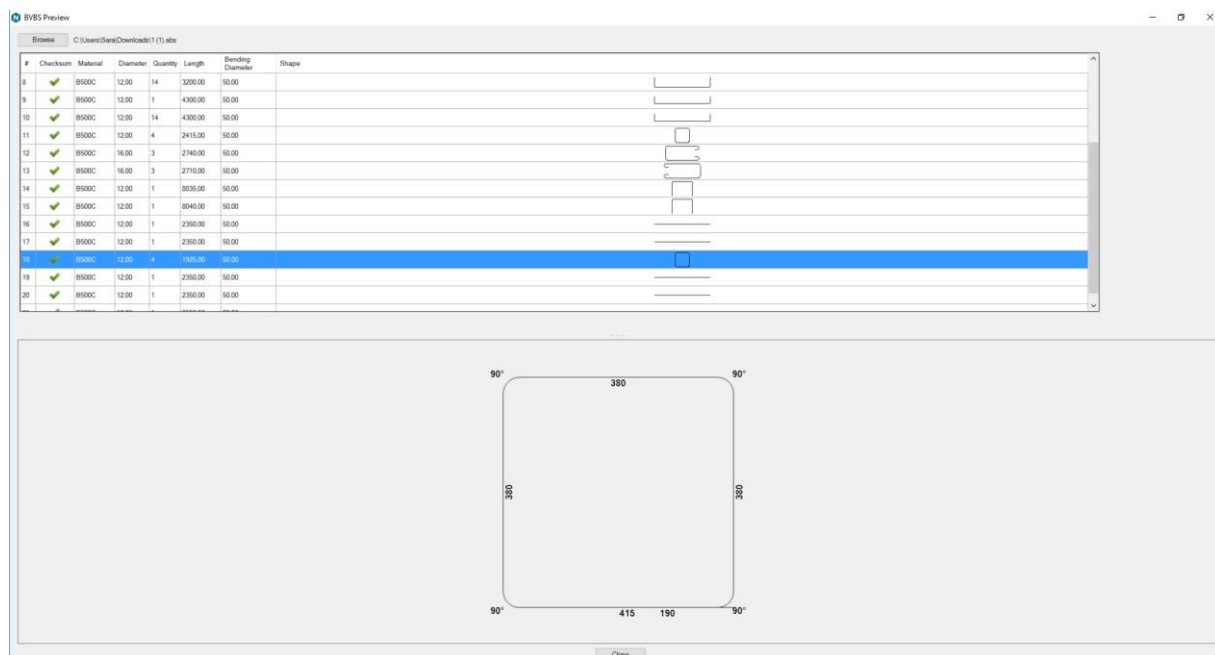 BVBS Preview
Browse C:\Users\Sara\Downloads\1 (1).abs
# Checksum Material Diameter Quantity Length Bending Diameter Shape
8 B500C 12.00 14 3200,00 50,00
9 B500C 12.00 1 4300,00 50,00
10 B500C 12.00 14 4300,00 50,00
11 B500C 12.00 4 2415,00 50,00
12 B500C 16.00 3 2740,00 50,00
13 B500C 16.00 3 2710,00 50,00
14 B500C 12.00 1 8035,00 50,00
15 B500C 12.00 1 8040,00 50,00
16 B500C 12.00 1 2350,00 50,00
17 B500C 12.00 1 2350,00 50,00
18 B500C 12.00 4 1925,00 50,00
19 B500C 12.00 1 2350,00 50,00
20 B500C 12.00 1 2350,00 50,00
90° 380 90°
380 380
90° 415 190 90°
Close